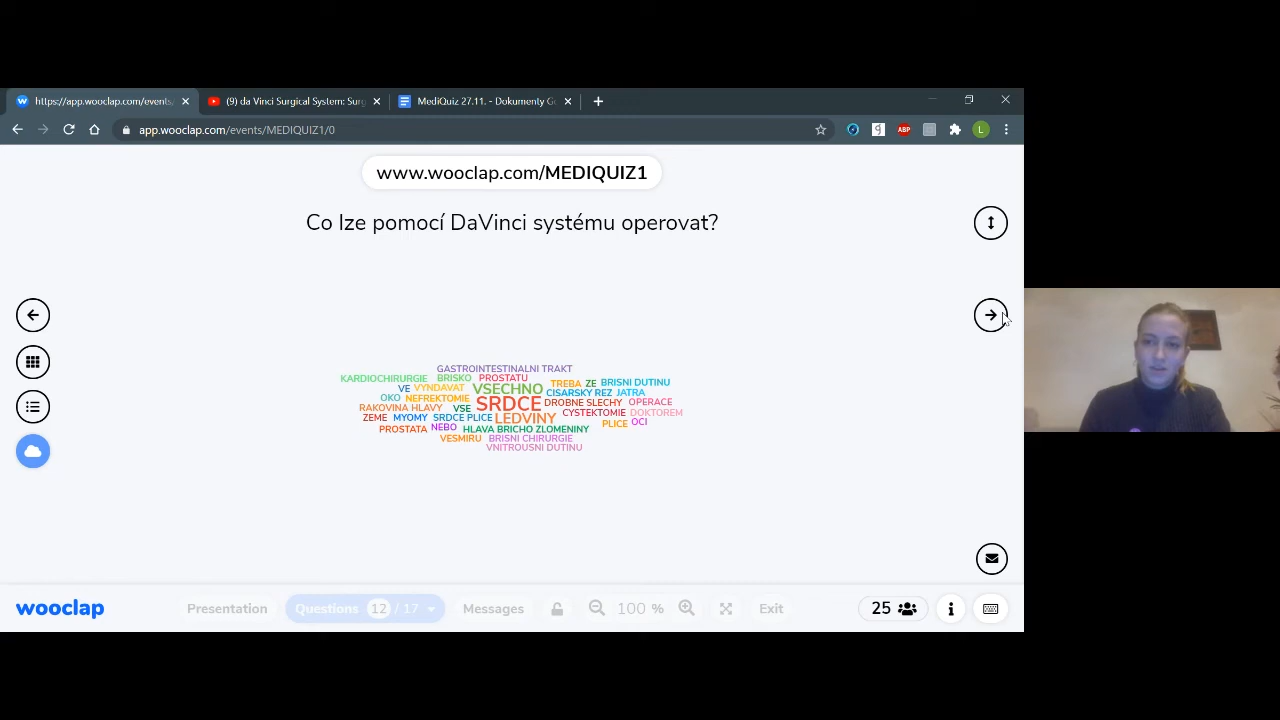 https://app.wooclap.com/events
(9) da Vinci Surgical System: Surg
MediQuiz 27.11. - Dokumenty G
app.wooclap.com/events/MEDIQUIZ1/0
ABP
L
www.wooclap.com/MEDIQUIZ1
Co lze pomocí DaVinci systému operovat?
GASTROINTESTINALNI TRAKT
KARDIOCHIRURGIE BRISKO PROSTATU
VE VYNDAVAT VSECHNO TREBA ZE BRISNI DUTINU
OKO NEFREKTOMIE CISARSKY REZ JATRA
RAKOVINA HLAVY VSE SRDCE DROBNE SLECHY OPERACE
ZEME MYOMY SRDCE PLICE LEDVINY CYSTEKTOMIE DOKTOREM
PROSTATA NEBO HLAVA BRICHO ZLOMENINY PLICE OCI
VESMIRU BRISNI CHIRURGIE
VNITROUSNI DUTINU
wooclap Presentation Questions 12 / 17 Messages 100 % Exit 25